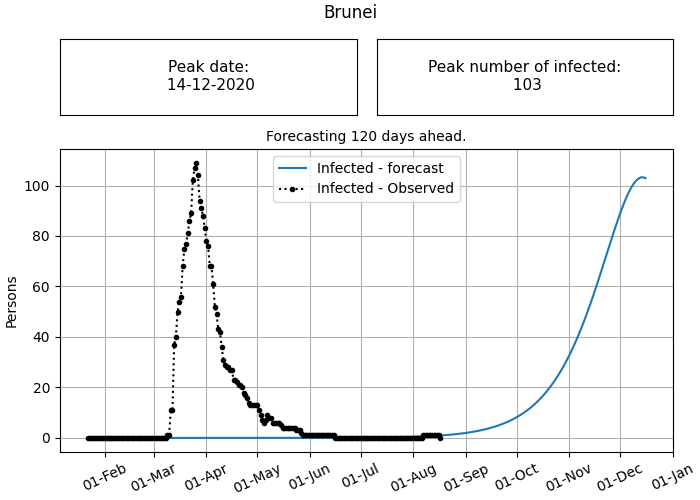 Brunei
Peak date:
14-12-2020
Peak number of infected:
103
Forecasting 120 days ahead.
Infected - forecast
Infected - Observed
Persons
100
80
60
40
20
0
01-Feb
01-Mar
01-Apr
01-May
01-Jun
01-Jul
01-Aug
01-Sep
01-Oct
01-Nov
01-Dec
01-Jan